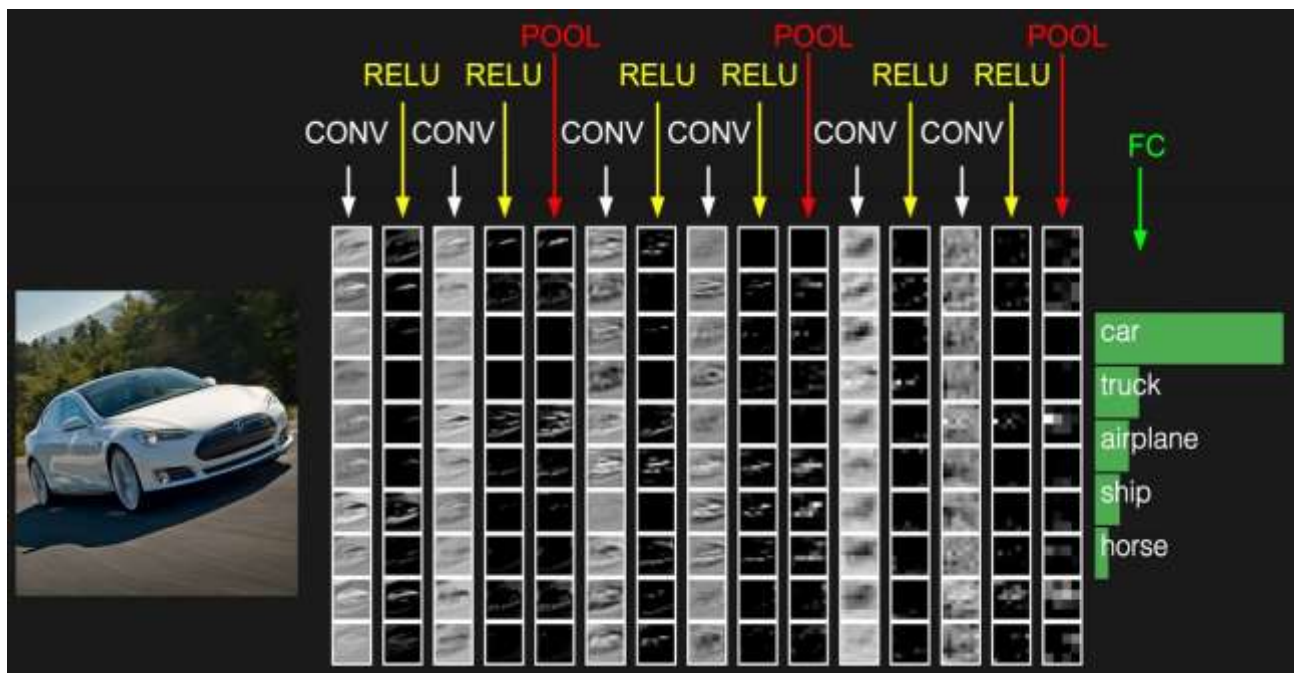 POOL POOL POOL
RELU RELU RELU RELU RELU RELU
CONV CONV CONV CONV CONV CONV
FC
car
truck
airplane
ship
horse